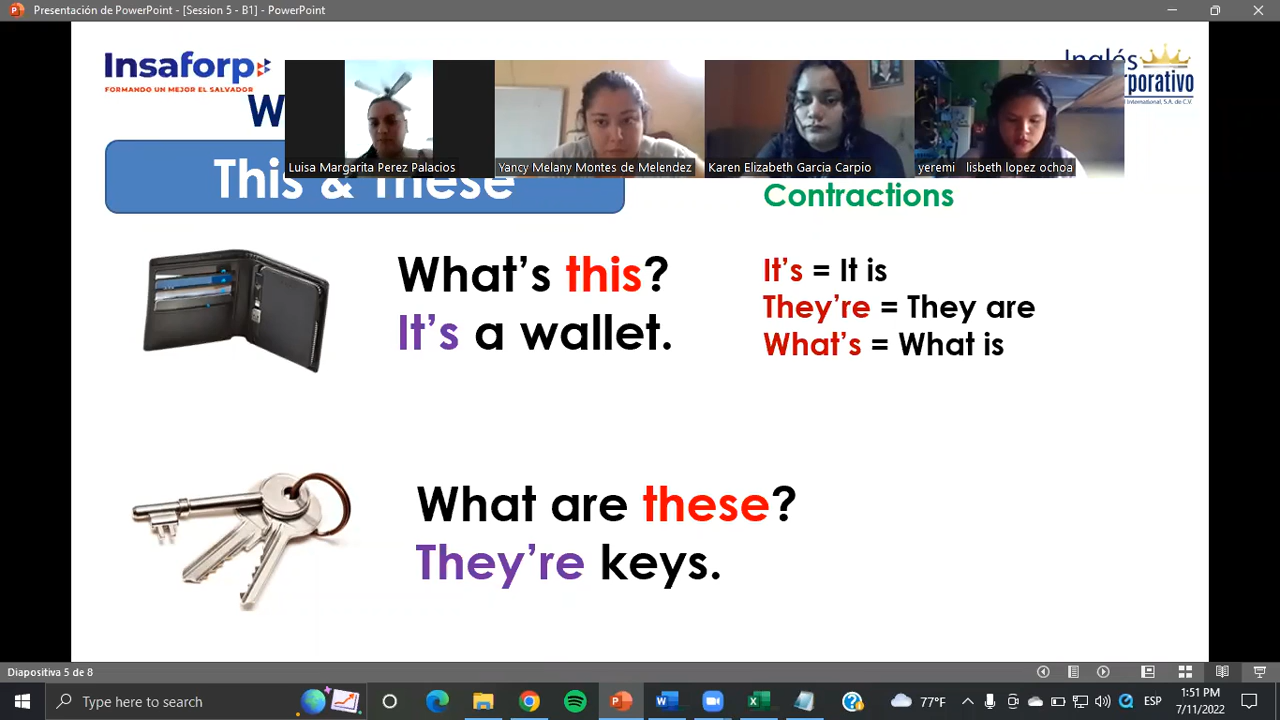 Presentación de PowerPoint - [Session 5 - B1] - PowerPoint
Insaforp
FORMANDO UN MEJOR EL SALVADOR
Inglés
porativo
International, S.A. de C.V.
W
Luisa Margarita Perez Palacios
Yancy Melany Montes de Melendez
Karen Elizabeth Garcia Carpio
yeremi lisbeth lopez ochoa
This & These
Contractions
What's this?
It's a wallet.
It's = It is
They're = They are
What's = What is
What are these?
They're keys.
Diapositiva 5 de 8
Type here to search
77°F
ESP
1:51 PM
7/11/2022